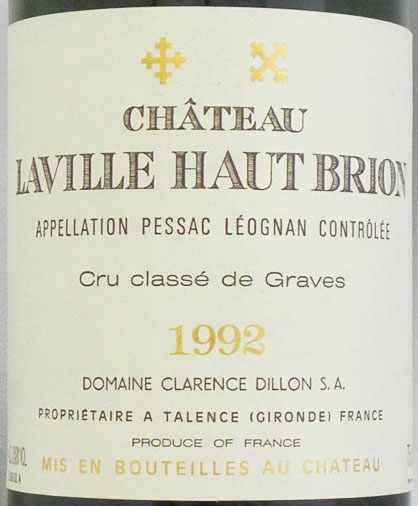 CHÂTEAU
LAVILLE HAUT BRION
APPELLATION PESSAC LÉOGNAN CONTRÔLÉE
Cru classé de Graves
1992
DOMAINE CLARENCE DILLON S.A.
PROPRIÉTAIRE A TALENCE (GIRONDE) FRANCE
PRODUCE OF FRANCE
MIS EN BOUTEILLES AU CHÂTEAU